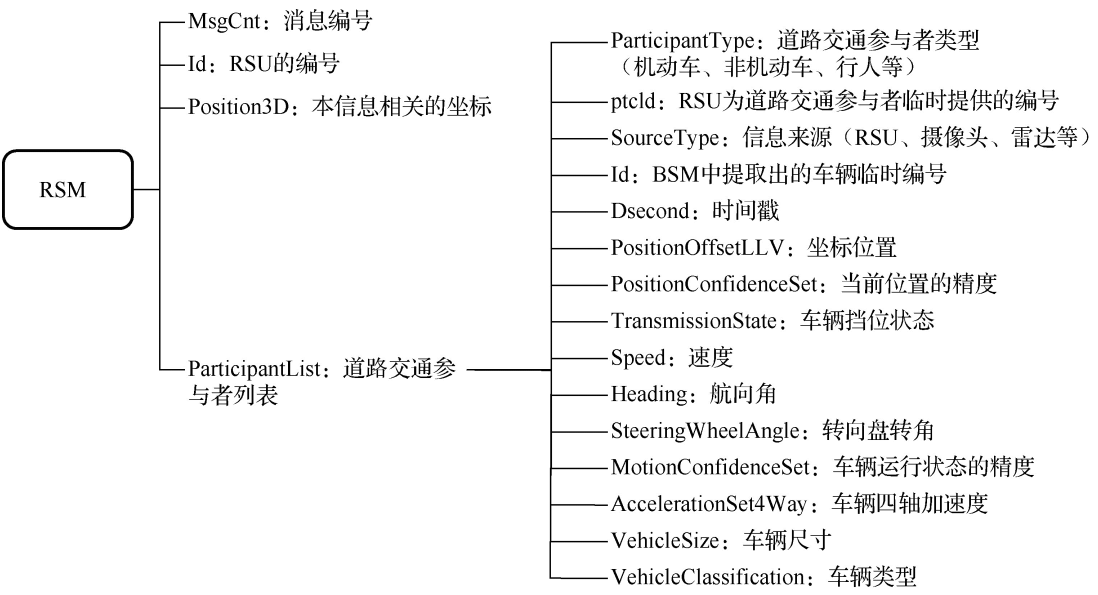 RSM
MsgCnt：消息编号
Id：RSU的编号
Position3D：本信息相关的坐标
ParticipantList：道路交通参
与者列表
ParticipantType：道路交通参与者类型
（机动车、非机动车、行人等）
ptcld：RSU为道路交通参与者临时提供的编号
SourceType：信息来源（RSU、摄像头、雷达等）
Id：BSM中提取出的车辆临时编号
Dsecond：时间戳
PositionOffsetLLV：坐标位置
PositionConfidenceSet：当前位置的精度
TransmissionState：车辆挡位状态
Speed：速度
Heading：航向角
SteeringWheelAngle：转向盘转角
MotionConfidenceSet：车辆运行状态的精度
AccelerationSet4Way：车辆四轴加速度
VehicleSize：车辆尺寸
VehicleClassification：车辆类型